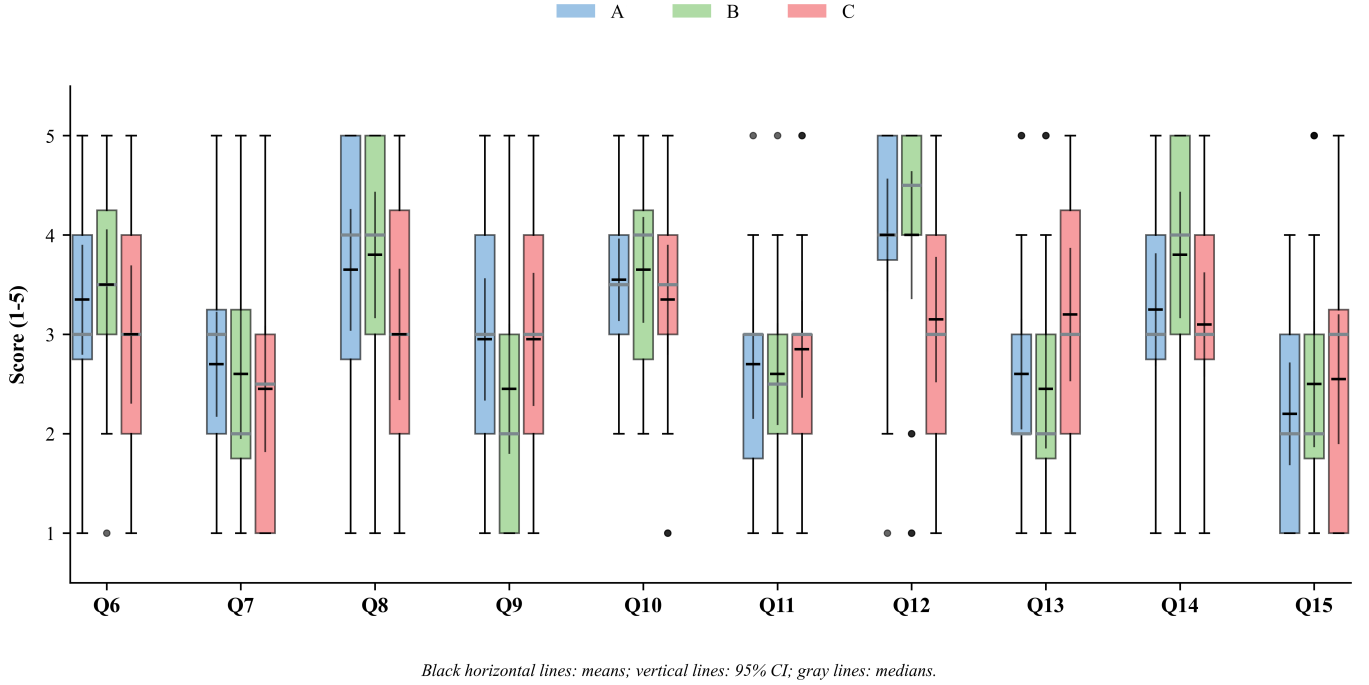 A B C
Score (1-5)
5
4
3
2
1
Q6 Q7 Q8 Q9 Q10 Q11 Q12 Q13 Q14 Q15
Black horizontal lines: means; vertical lines: 95% CI; gray lines: medians.